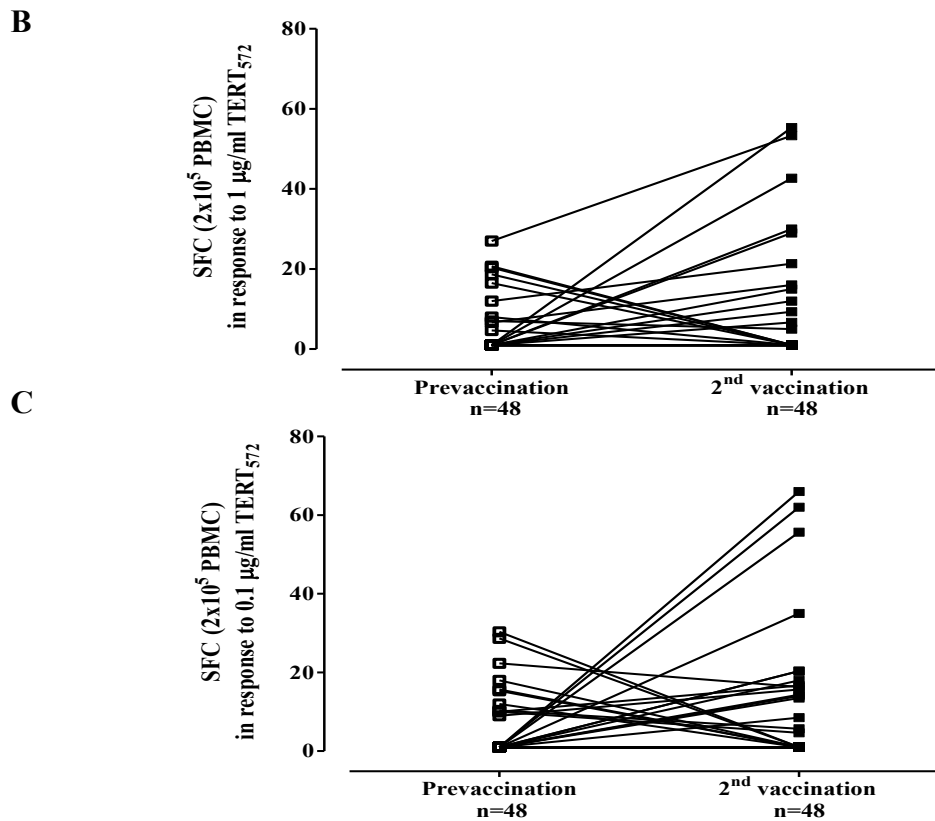 B
SFC (2x10⁵ PBMC)
in response to 1 µg/ml TERT₅₇₂
80
60
40
20
0
Prevaccination
n=48
2ⁿᵈ vaccination
n=48
C
SFC (2x10⁵ PBMC)
in response to 0.1 µg/ml TERT₅₇₂
80
60
40
20
0
Prevaccination
n=48
2ⁿᵈ vaccination
n=48